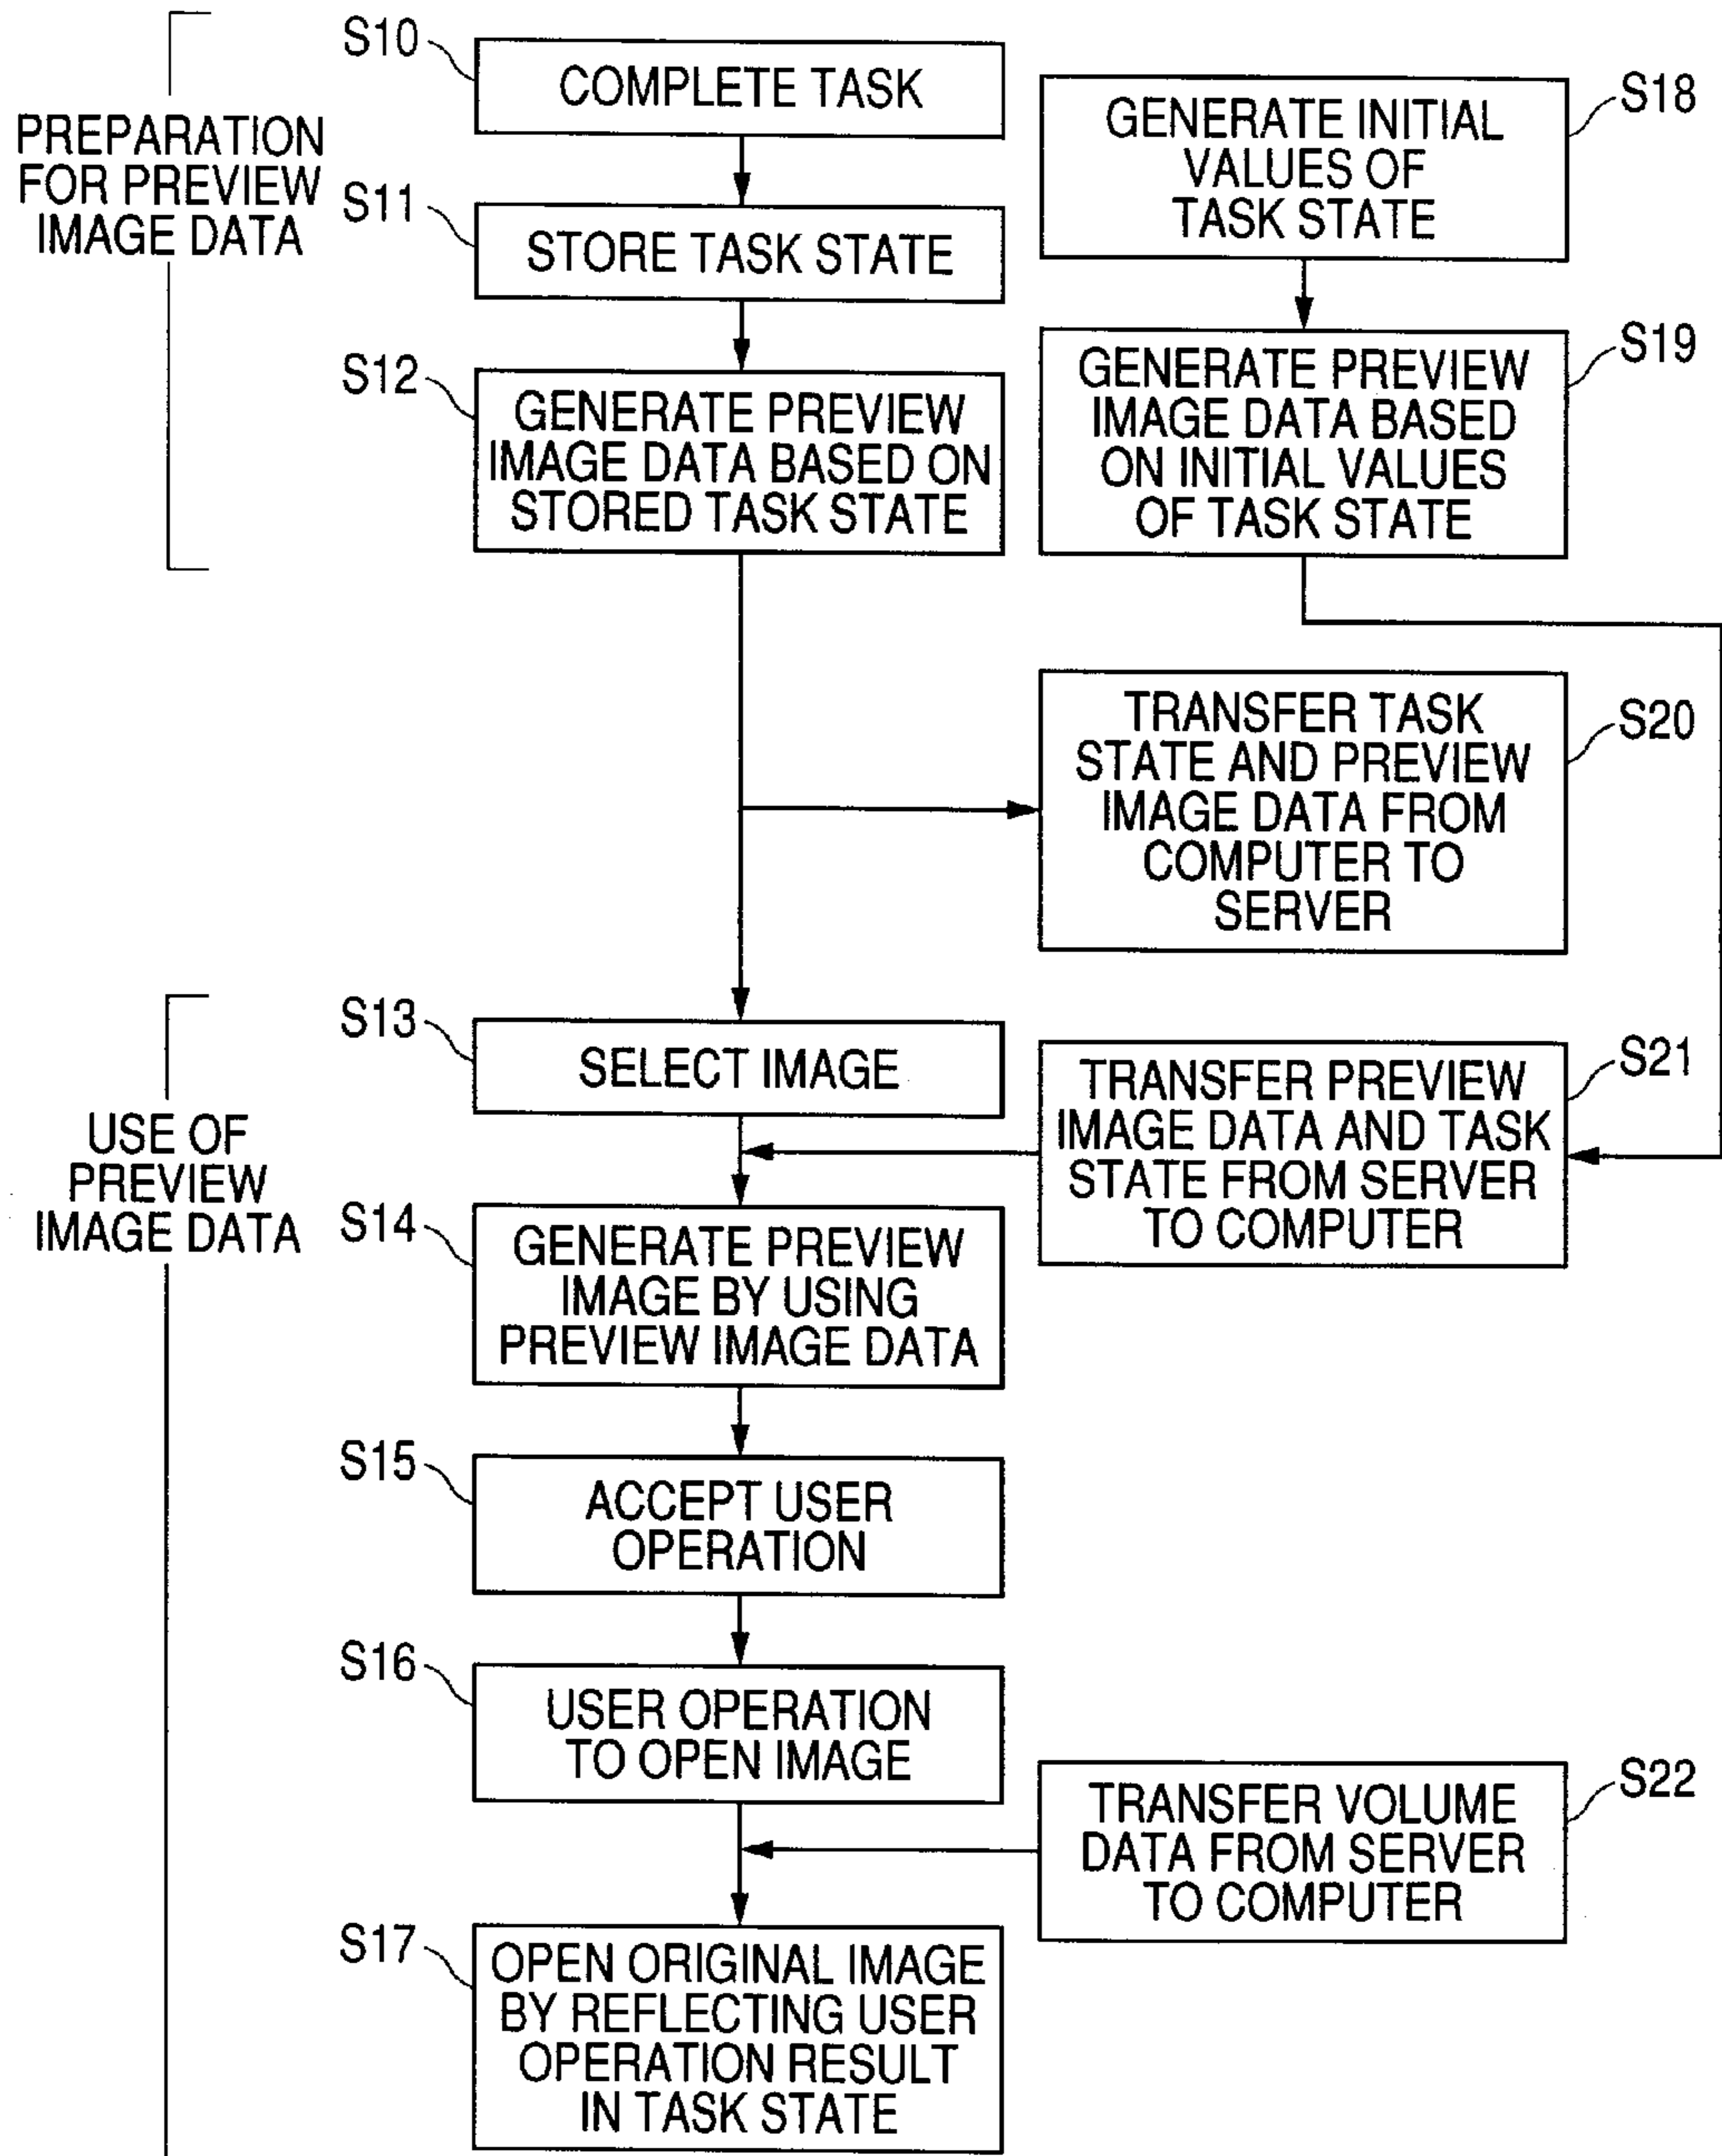 PREPARATION
FOR PREVIEW
IMAGE DATA
S10
COMPLETE TASK
S11
STORE TASK STATE
S12
GENERATE PREVIEW
IMAGE DATA BASED ON
STORED TASK STATE
S18
GENERATE INITIAL
VALUES OF
TASK STATE
S19
GENERATE PREVIEW
IMAGE DATA BASED
ON INITIAL VALUES
OF TASK STATE
S20
TRANSFER TASK
STATE AND PREVIEW
IMAGE DATA FROM
COMPUTER TO
SERVER
USE OF
PREVIEW
IMAGE DATA
S13
SELECT IMAGE
S21
TRANSFER PREVIEW
IMAGE DATA AND TASK
STATE FROM SERVER
TO COMPUTER
S14
GENERATE PREVIEW
IMAGE BY USING
PREVIEW IMAGE DATA
S15
ACCEPT USER
OPERATION
S16
USER OPERATION
TO OPEN IMAGE
S22
TRANSFER VOLUME
DATA FROM SERVER
TO COMPUTER
S17
OPEN ORIGINAL IMAGE
BY REFLECTING USER
OPERATION RESULT
IN TASK STATE